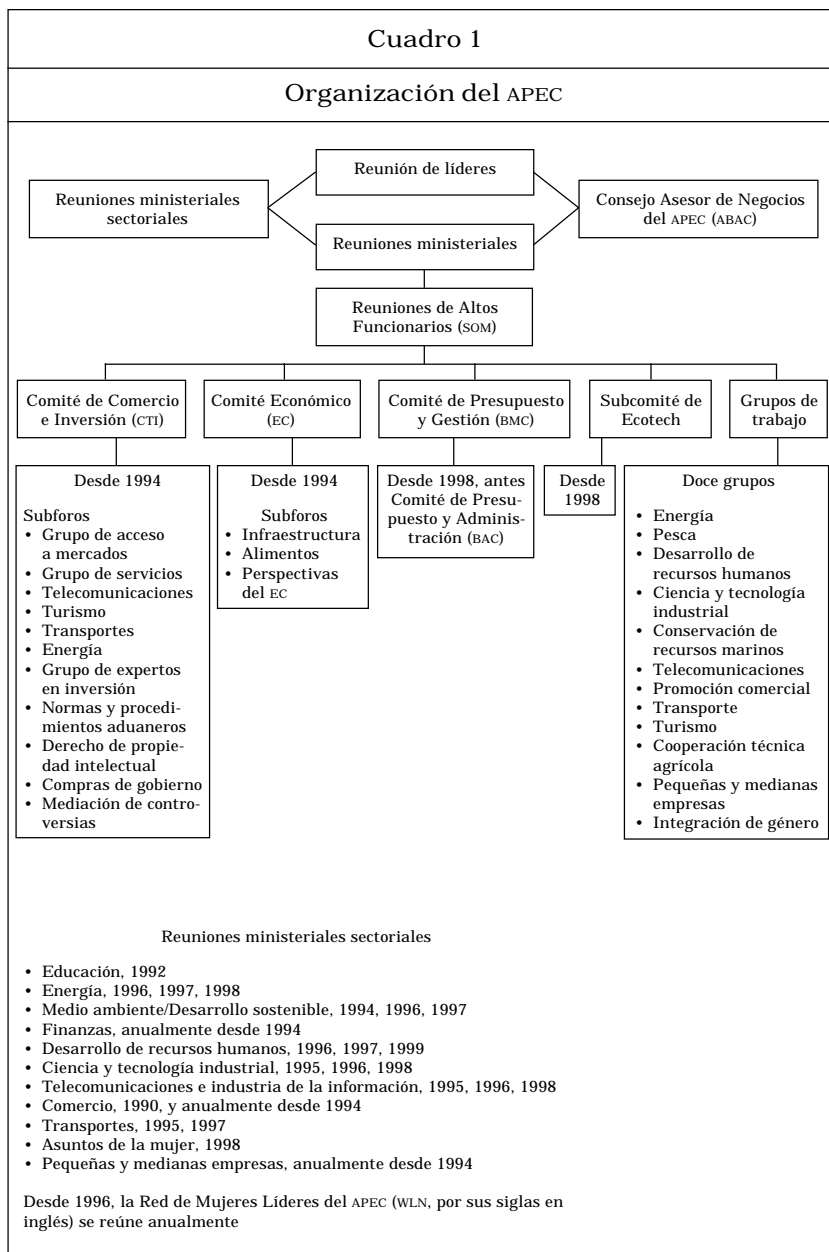 Cuadro 1
Organización del APEC
Reunión de líderes
Reuniones ministeriales
sectoriales
Consejo Asesor de Negocios
del APEC (ABAC)
Reuniones ministeriales
Reuniones de Altos
Funcionarios (SOM)
Comité de Comercio
e Inversión (CTI)
Comité Económico
(EC)
Comité de Presupuesto
y Gestión (BMC)
Subcomité de
Ecotech
Grupos de
trabajo
Desde 1994
Subforos
• Grupo de acceso
a mercados
• Grupo de servicios
• Telecomunicaciones
• Turismo
• Transportes
• Energía
• Grupo de expertos
en inversión
• Normas y procedi-
mientos aduaneros
• Derecho de propie-
dad intelectual
• Compras de gobierno
• Mediación de contro-
versias
Desde 1994
Subforos
• Infraestructura
• Alimentos
• Perspectivas
del EC
Desde 1998, antes
Comité de Presu-
puesto y Adminis-
tración (BAC)
Desde
1998
Doce grupos
• Energía
• Pesca
• Desarrollo de
recursos humanos
• Ciencia y tecnología
industrial
• Conservación de
recursos marinos
• Telecomunicaciones
• Promoción comercial
• Transporte
• Turismo
• Cooperación técnica
agrícola
• Pequeñas y medianas
empresas
• Integración de género
Reuniones ministeriales sectoriales
• Educación, 1992
• Energía, 1996, 1997, 1998
• Medio ambiente/Desarrollo sostenible, 1994, 1996, 1997
• Finanzas, anualmente desde 1994
• Desarrollo de recursos humanos, 1996, 1997, 1999
• Ciencia y tecnología industrial, 1995, 1996, 1998
• Telecomunicaciones e industria de la información, 1995, 1996, 1998
• Comercio, 1990, y anualmente desde 1994
• Transportes, 1995, 1997
• Asuntos de la mujer, 1998
• Pequeñas y medianas empresas, anualmente desde 1994
Desde 1996, la Red de Mujeres Líderes del APEC (WLN, por sus siglas en
inglés) se reúne anualmente